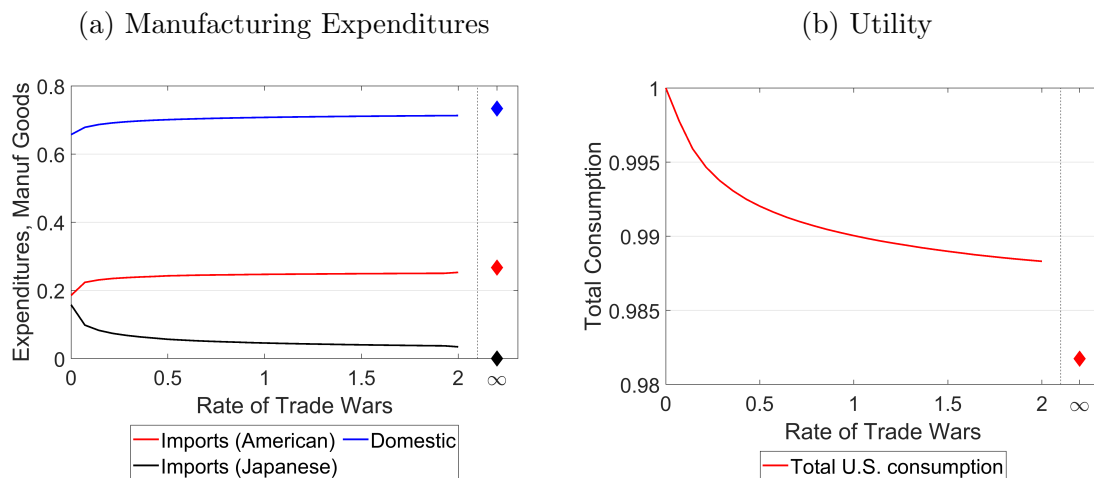 (a) Manufacturing Expenditures
Expenditures, Manuf Goods
0.8
0.6
0.4
0.2
0
0 0.5 1 1.5 2 ∞
Rate of Trade Wars
Imports (American) Domestic
Imports (Japanese)
(b) Utility
Total Consumption
1
0.995
0.99
0.985
0.98
0 0.5 1 1.5 2 ∞
Rate of Trade Wars
Total U.S. consumption